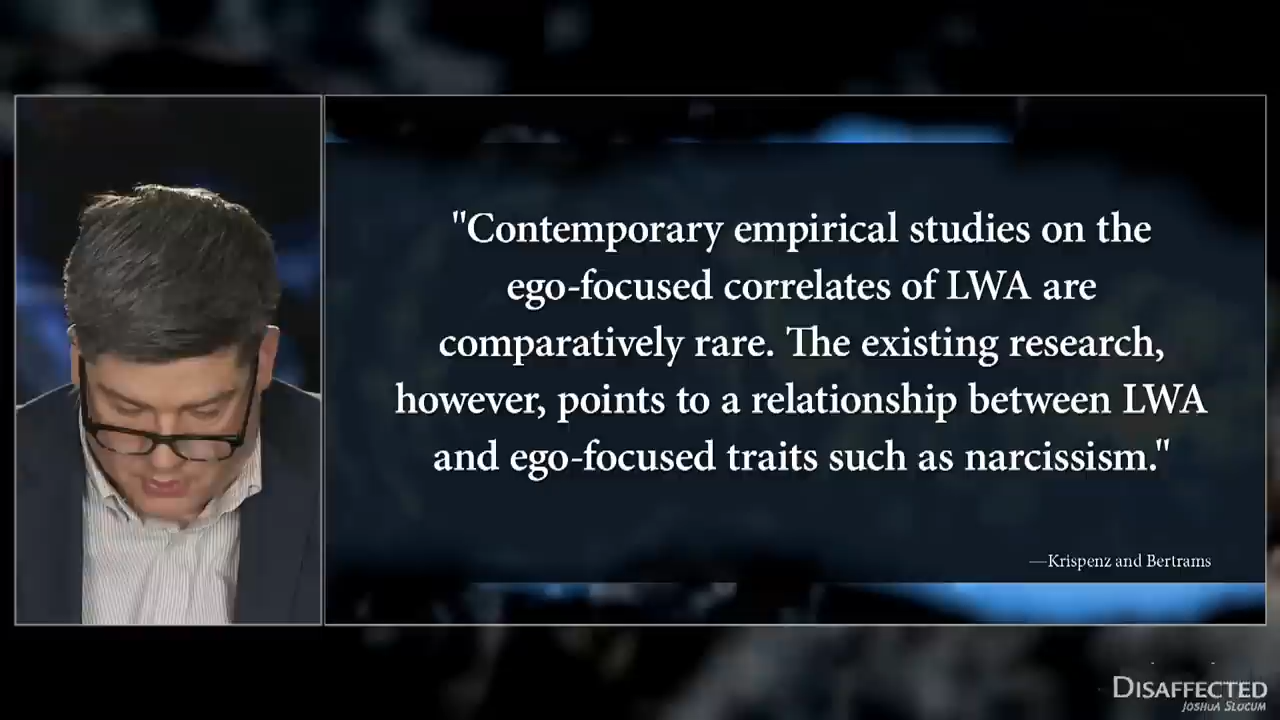 "Contemporary empirical studies on the
ego-focused correlates of LWA are
comparatively rare. The existing research,
however, points to a relationship between LWA
and ego-focused traits such as narcissism."
—Krispenz and Bertrams
DISAFFECTED
JOSHUA SLOCUM